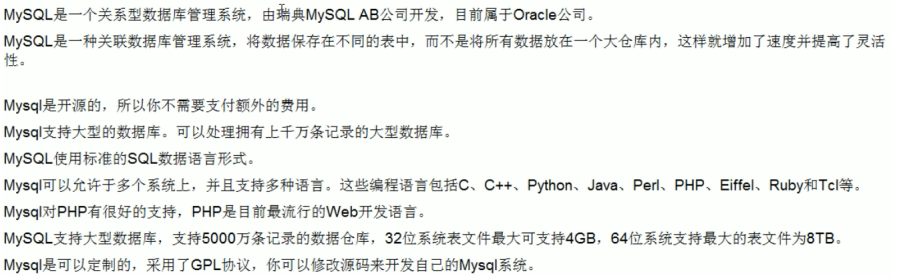 MySQL是一个关系型数据库管理系统，由瑞典MySQL AB公司开发，目前属于Oracle公司。
MySQL是一种关联数据库管理系统，将数据保存在不同的表中，而不是将所有数据放在一个大仓库内，这样就增加了速度并提高了灵活
性。
Mysql是开源的，所以你不需要支付额外的费用。
Mysql支持大型的数据库。可以处理拥有上千万条记录的大型数据库。
MySQL使用标准的SQL数据语言形式。
Mysql可以允许于多个系统上，并且支持多种语言。这些编程语言包括C、C++、Python、Java、Perl、PHP、Eiffel、Ruby和Tcl等。
Mysql对PHP有很好的支持，PHP是目前最流行的Web开发语言。
MySQL支持大型数据库，支持5000万条记录的数据仓库，32位系统表文件最大可支持4GB，64位系统支持最大的表文件为8TB。
Mysql是可以定制的，采用了GPL协议，你可以修改源码来开发自己的Mysql系统。